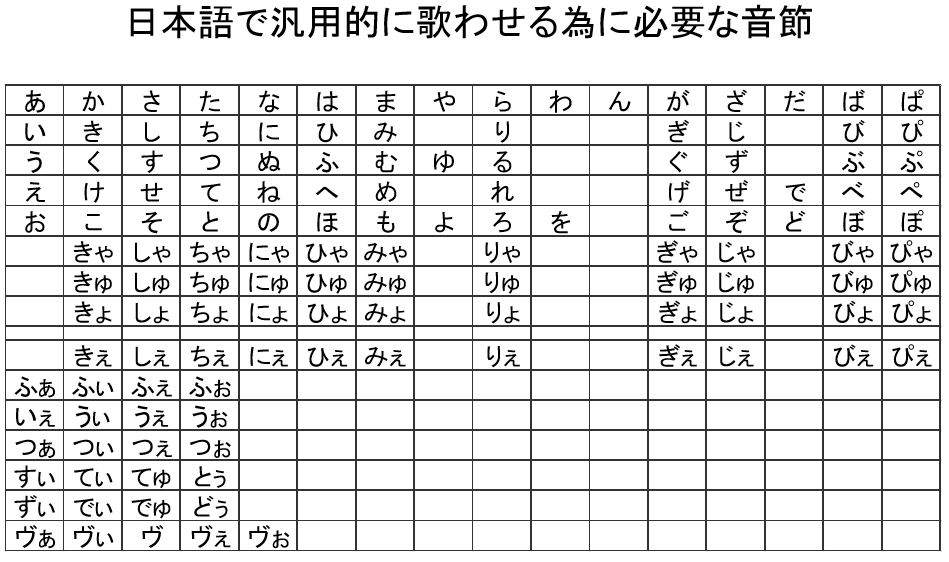 日本語で汎用的に歌わせる為に必要な音節
あ か さ た な は ま や ら わ ん が ざ だ ば ぱ
い き し ち に ひ み り ぎ じ び ぴ
う く す つ ぬ ふ む ゆ る ぐ ず ぶ ぷ
え け せ て ね へ め れ げ ぜ で べ ぺ
お こ そ と の ほ も よ ろ を ご ぞ ど ぼ ぽ
きゃ しゃ ちゃ にゃ ひゃ みゃ りゃ ぎゃ じゃ びゃ ぴゃ
きゅ しゅ ちゅ にゅ ひゅ みゅ りゅ ぎゅ じゅ びゅ ぴゅ
きょ しょ ちょ にょ ひょ みょ りょ ぎょ じょ びょ ぴょ
きぇ しぇ ちぇ にぇ ひぇ みぇ りぇ ぎぇ じぇ びぇ ぴぇ
ふぁ ふぃ ふぇ ふぉ
いぇ うぃ うぇ うぉ
つぁ つぃ つぇ つぉ
すぃ てぃ てゅ とぅ
ずぃ でぃ でゅ どぅ
ヴぁ ヴぃ ヴ ヴぇ ヴぉ